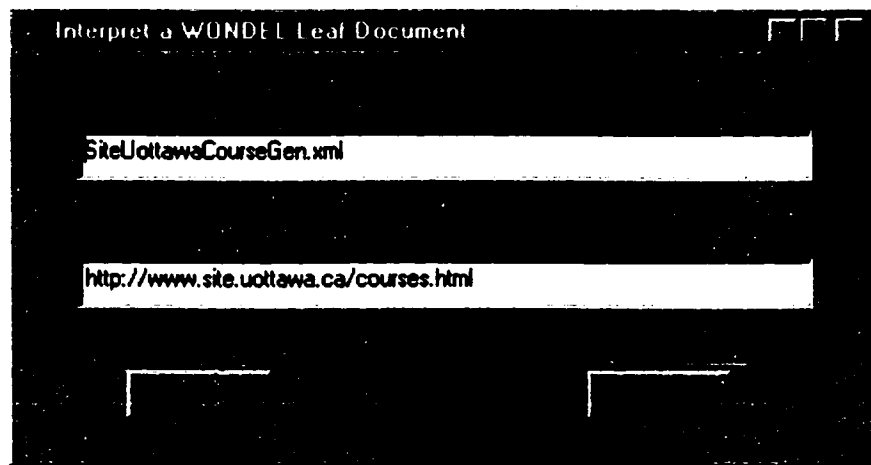 Interpret a WONDEL Leaf Document
SiteUottawaCourseGen.xml
http://www.site.uottawa.ca/courses.html